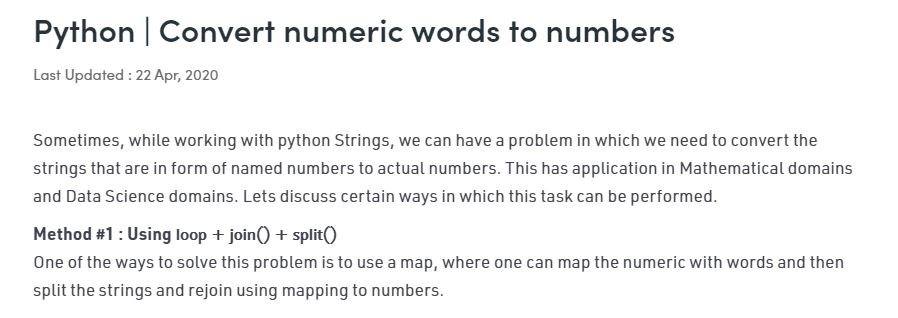 Python | Convert numeric words to numbers
Last Updated : 22 Apr, 2020
Sometimes, while working with python Strings, we can have a problem in which we need to convert the
strings that are in form of named numbers to actual numbers. This has application in Mathematical domains
and Data Science domains. Lets discuss certain ways in which this task can be performed.
Method #1 : Using loop + join() + split()
One of the ways to solve this problem is to use a map, where one can map the numeric with words and then
split the strings and rejoin using mapping to numbers.